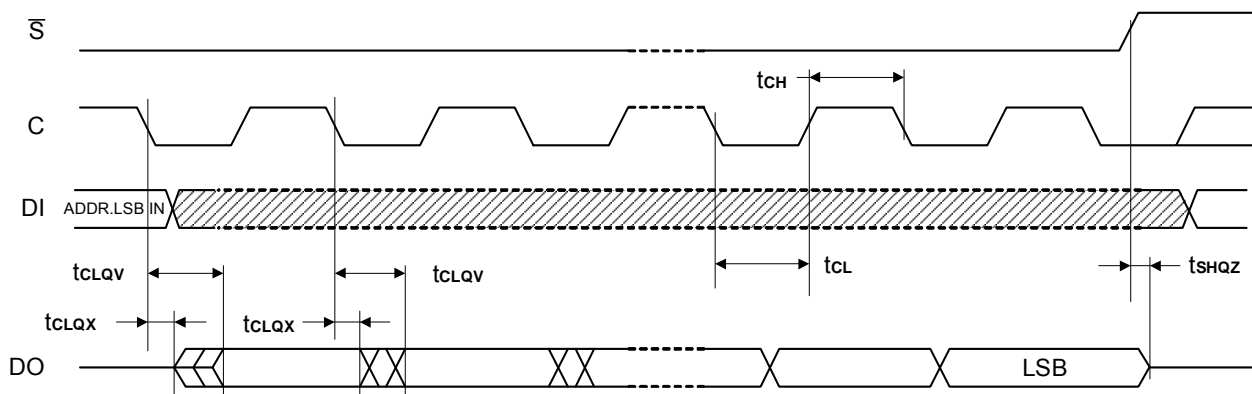 S̅
tCH
C
DI ADDR.LSB IN
tCLQV tCLQV tCL tSHQZ
tCLQX tCLQX
DO LSB